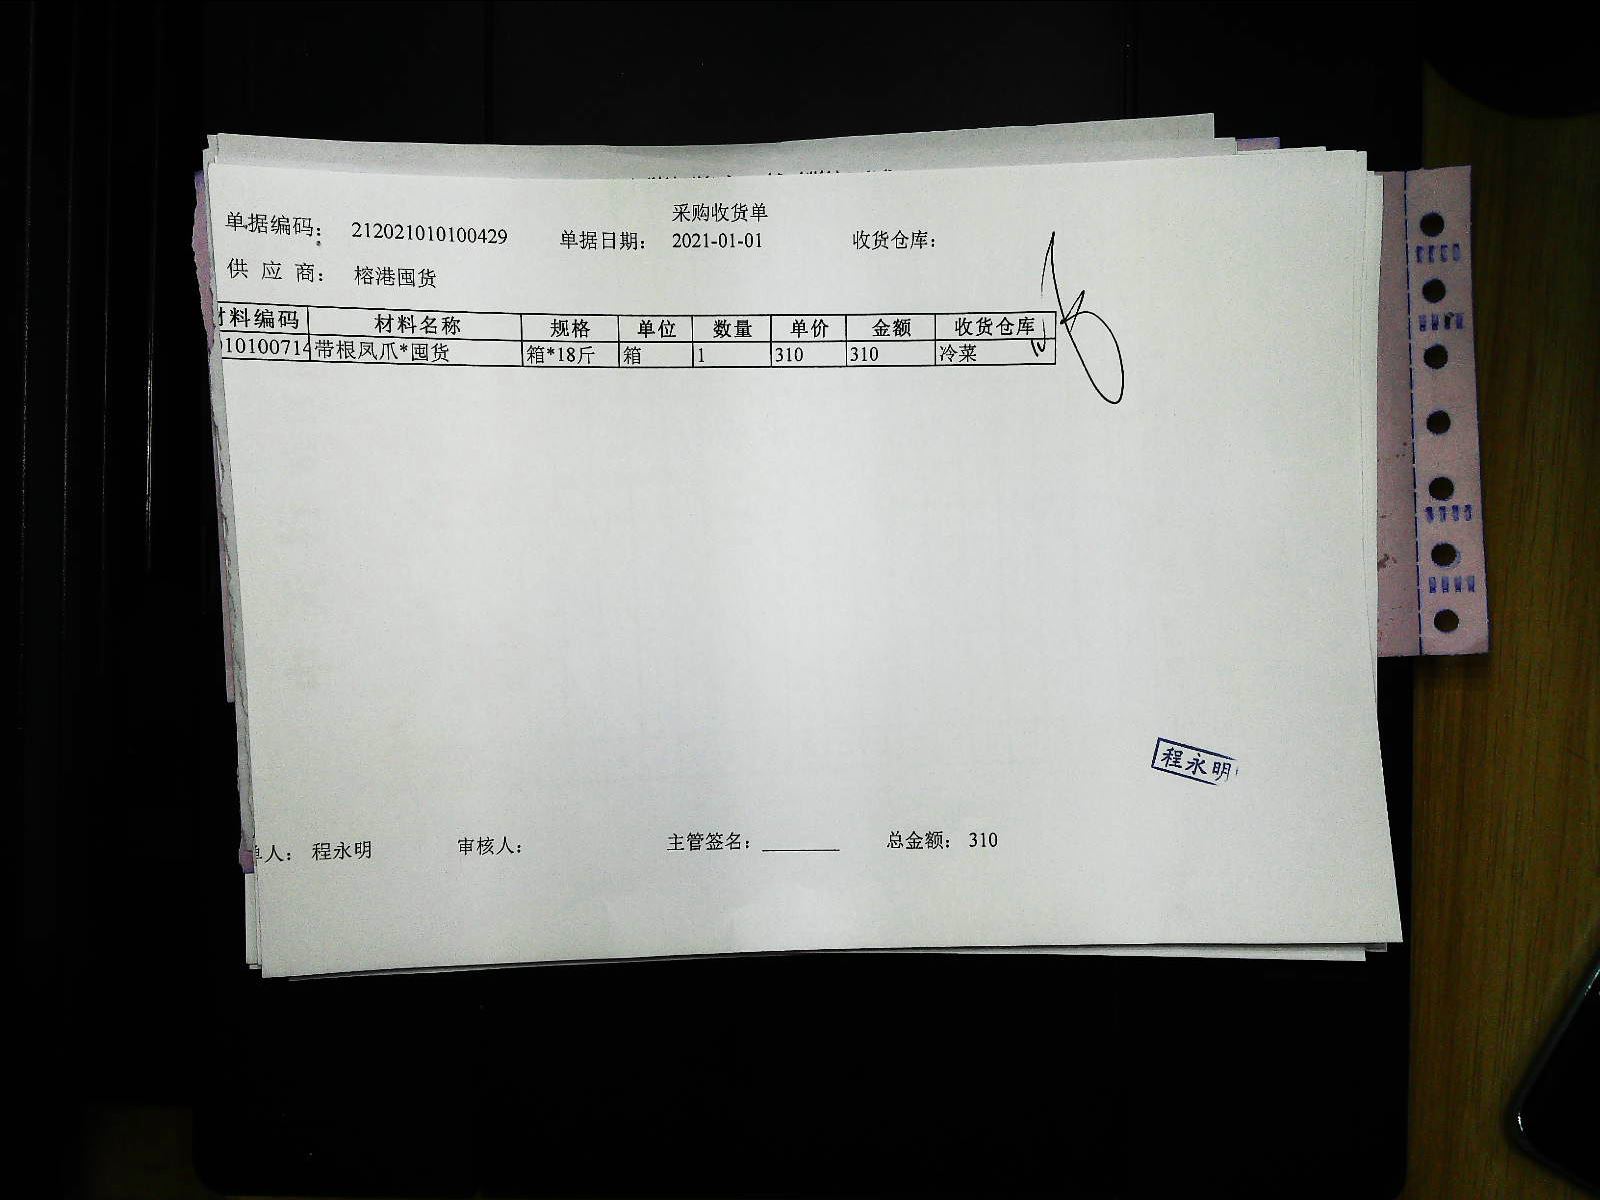 采购收货单
单据编码： 212021010100429 单据日期： 2021-01-01 收货仓库：
供 应 商： 榕港囤货
材料编码 材料名称 规格 单位 数量 单价 金额 收货仓库
10100714 带根凤爪*囤货 箱*18斤 箱 1 310 310 冷菜
程永明
单人： 程永明 审核人： 主管签名：________ 总金额： 310